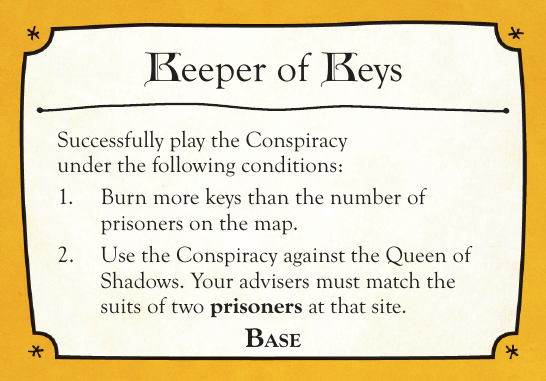 Keeper of Keys
Successfully play the Conspiracy
under the following conditions:
1. Burn more keys than the number of
prisoners on the map.
2. Use the Conspiracy against the Queen of
Shadows. Your advisers must match the
suits of two prisoners at that site.
BASE